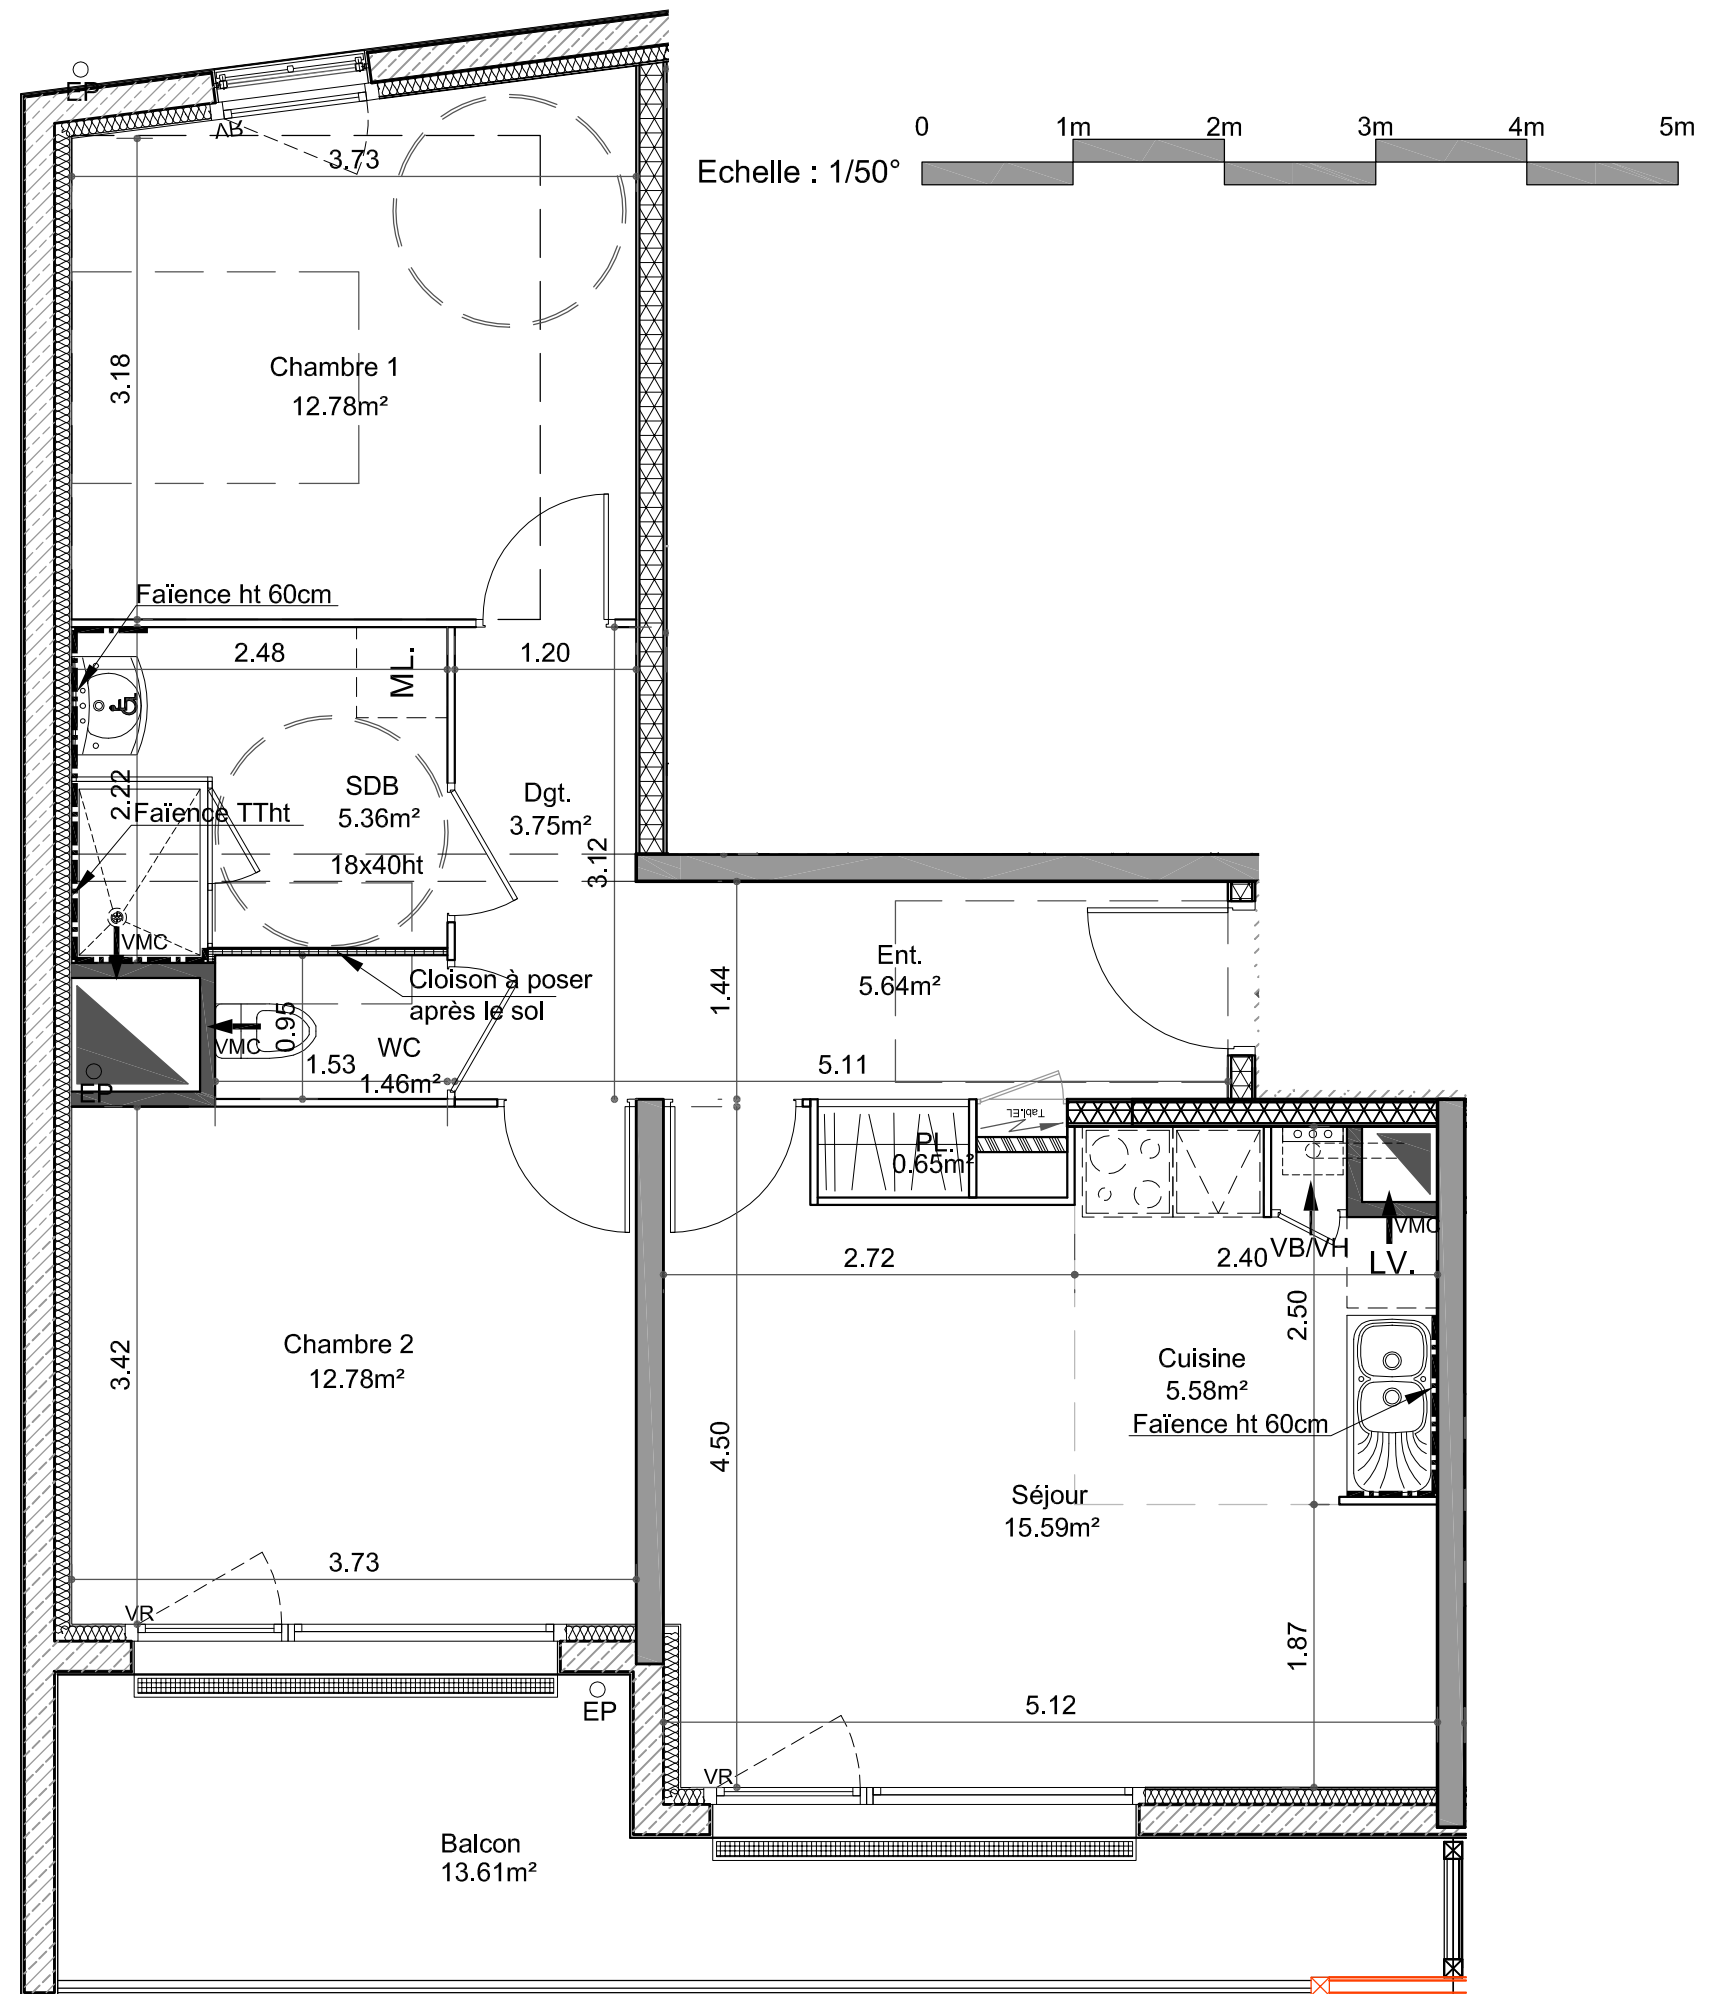 EP
VR
3.73
0 1m 2m 3m 4m 5m
Echelle : 1/50°
3.18
Chambre 1
12.78m²
Faïence ht 60cm
2.48
ML.
1.20
2.22
SDB
5.36m²
Dgt.
3.75m²
Faïence TTht
18x40ht
3.12
VMC
Cloison à poser
après le sol
Ent.
5.64m²
1.44
0.95
VMC
WC
1.46m²
1.53
5.11
EP
Tabl.EL
PL.
0.65m²
VMC
VB/VH
LV.
2.72
2.40
2.50
Chambre 2
12.78m²
3.42
Cuisine
5.58m²
Faïence ht 60cm
4.50
Séjour
15.59m²
3.73
VR
1.87
EP
5.12
VR
Balcon
13.61m²